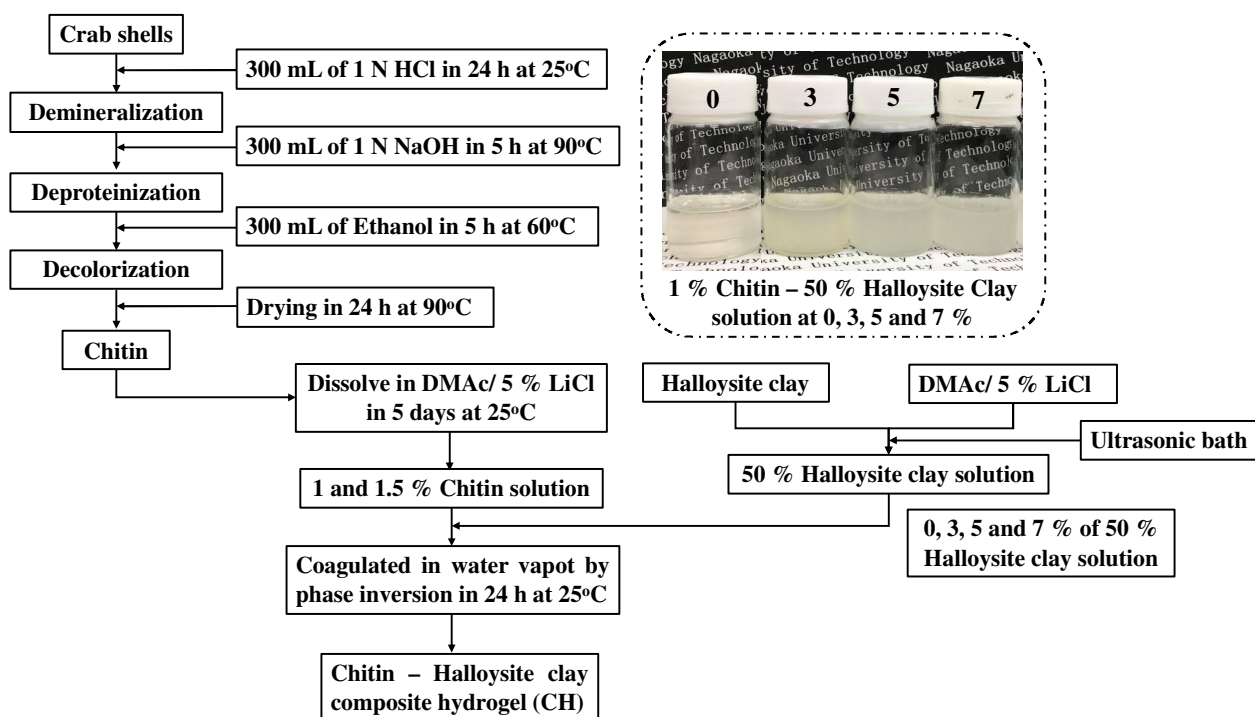 Crab shells
300 mL of 1 N HCl in 24 h at 25ºC
Demineralization
300 mL of 1 N NaOH in 5 h at 90ºC
Deproteinization
300 mL of Ethanol in 5 h at 60ºC
Decolorization
Drying in 24 h at 90ºC
Chitin
0
3
5
7
1 % Chitin – 50 % Halloysite Clay
solution at 0, 3, 5 and 7 %
Dissolve in DMAc/ 5 % LiCl
in 5 days at 25ºC
Halloysite clay
DMAc/ 5 % LiCl
Ultrasonic bath
1 and 1.5 % Chitin solution
50 % Halloysite clay solution
0, 3, 5 and 7 % of 50 %
Halloysite clay solution
Coagulated in water vapot by
phase inversion in 24 h at 25ºC
Chitin – Halloysite clay
composite hydrogel (CH)